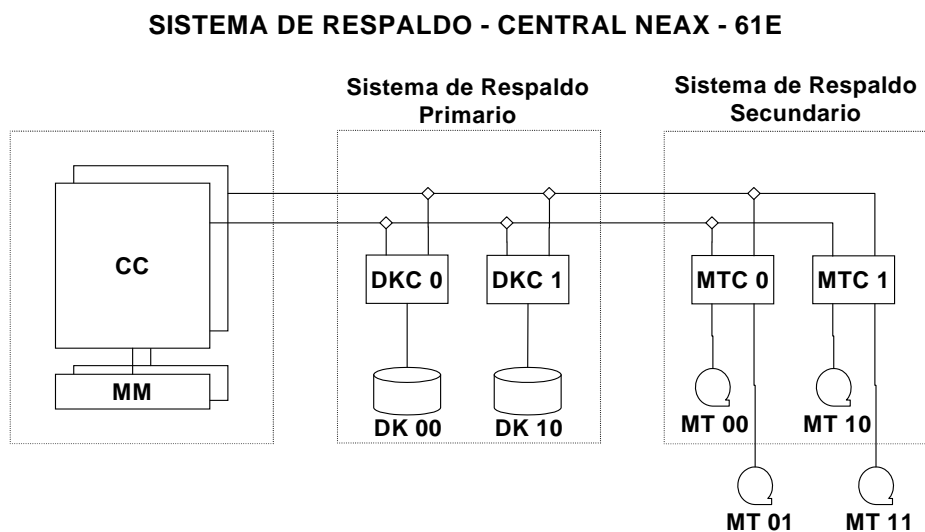 SISTEMA DE RESPALDO - CENTRAL NEAX - 61E
Sistema de Respaldo
Primario
Sistema de Respaldo
Secundario
CC
DKC 0
DKC 1
MTC 0
MTC 1
MM
DK 00
DK 10
MT 00
MT 10
MT 01
MT 11